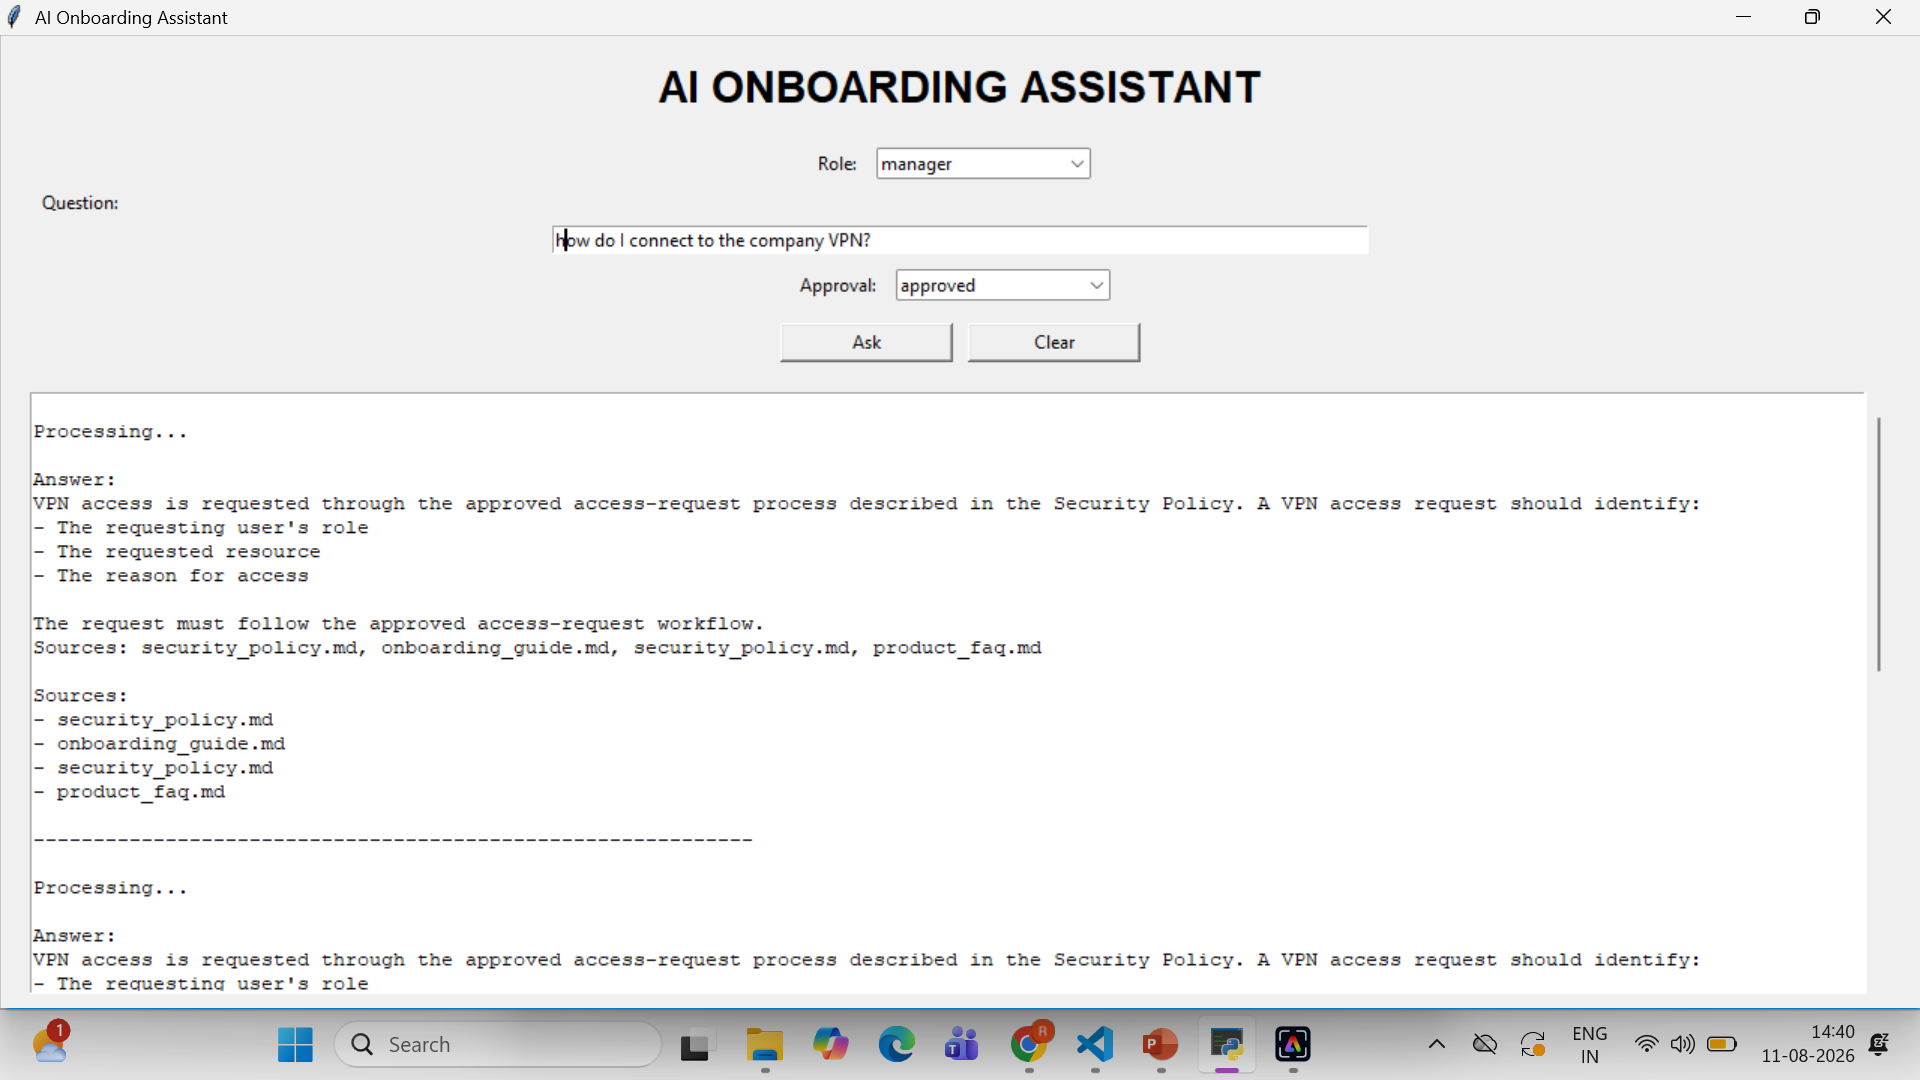 AI Onboarding Assistant
AI ONBOARDING ASSISTANT
Role: manager
Question:
how do I connect to the company VPN?
Approval: approved
Ask Clear
Processing...
Answer:
VPN access is requested through the approved access-request process described in the Security Policy. A VPN access request should identify:
- The requesting user's role
- The requested resource
- The reason for access
The request must follow the approved access-request workflow.
Sources: security_policy.md, onboarding_guide.md, security_policy.md, product_faq.md
Sources:
- security_policy.md
- onboarding_guide.md
- security_policy.md
- product_faq.md
------------------------------------------------------------
Processing...
Answer:
VPN access is requested through the approved access-request process described in the Security Policy. A VPN access request should identify:
- The requesting user's role
1
Search
R
T
P
ENG
IN
14:40
11-08-2026